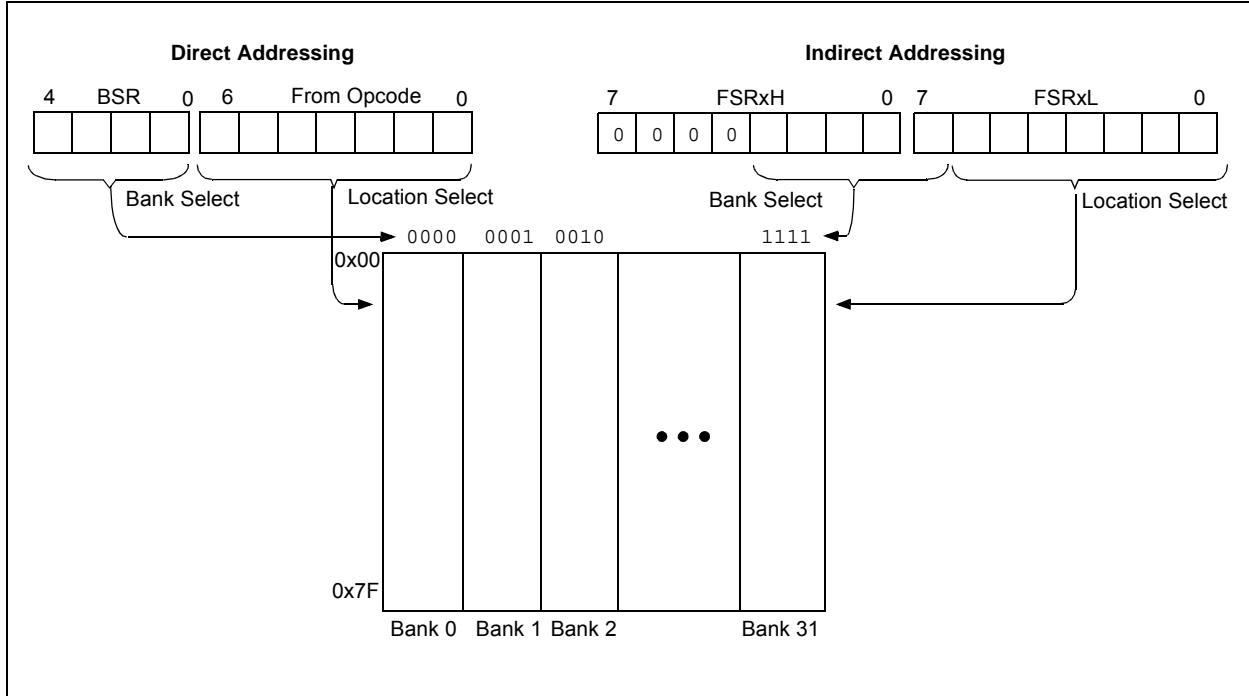 Direct Addressing
Indirect Addressing
4 BSR 0 6 From Opcode 0
7 FSRxH 0 7 FSRxL 0
0 0 0 0
Bank Select
Location Select
Bank Select
Location Select
0000 0001 0010 1111
0x00
0x7F
Bank 0 Bank 1 Bank 2 Bank 31